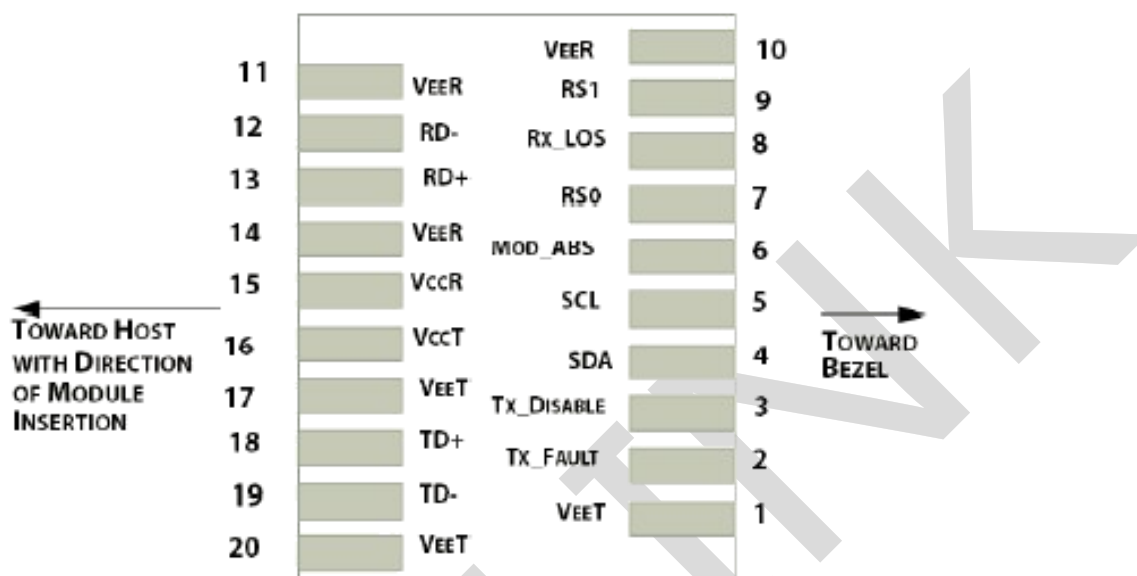 11 VEER
12 RD-
13 RD+
14 VEER
15 VCCR
16 VCCT
17 VEET
18 TD+
19 TD-
20 VEET
VEER 10
RS1 9
RX_LOS 8
RS0 7
MOD_ABS 6
SCL 5
SDA 4
TX_DISABLE 3
TX_FAULT 2
VEET 1
TOWARD HOST
WITH DIRECTION
OF MODULE
INSERTION
TOWARD
BEZEL